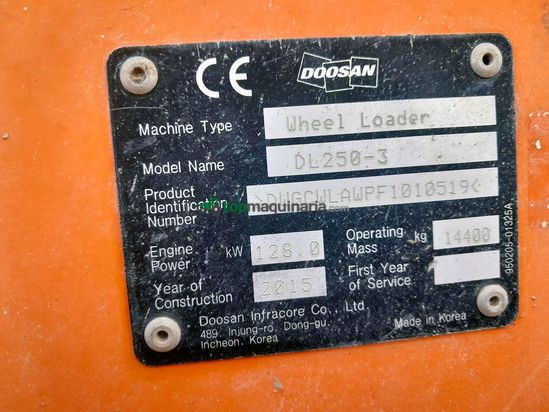 CE DOOSAN
Machine Type Wheel Loader
Model Name DL250-3
Product
Identification
Number >DWGCWLAWPF1010519<
topmaquinaria.com
Engine
Power kW 128.0 Operating
Mass kg 14400
Year of
Construction 2015 First Year
of Service
Doosan Infracore Co., Ltd.
489, Injung-ro, Dong-gu,
Incheon, Korea Made in Korea
950205-01325A